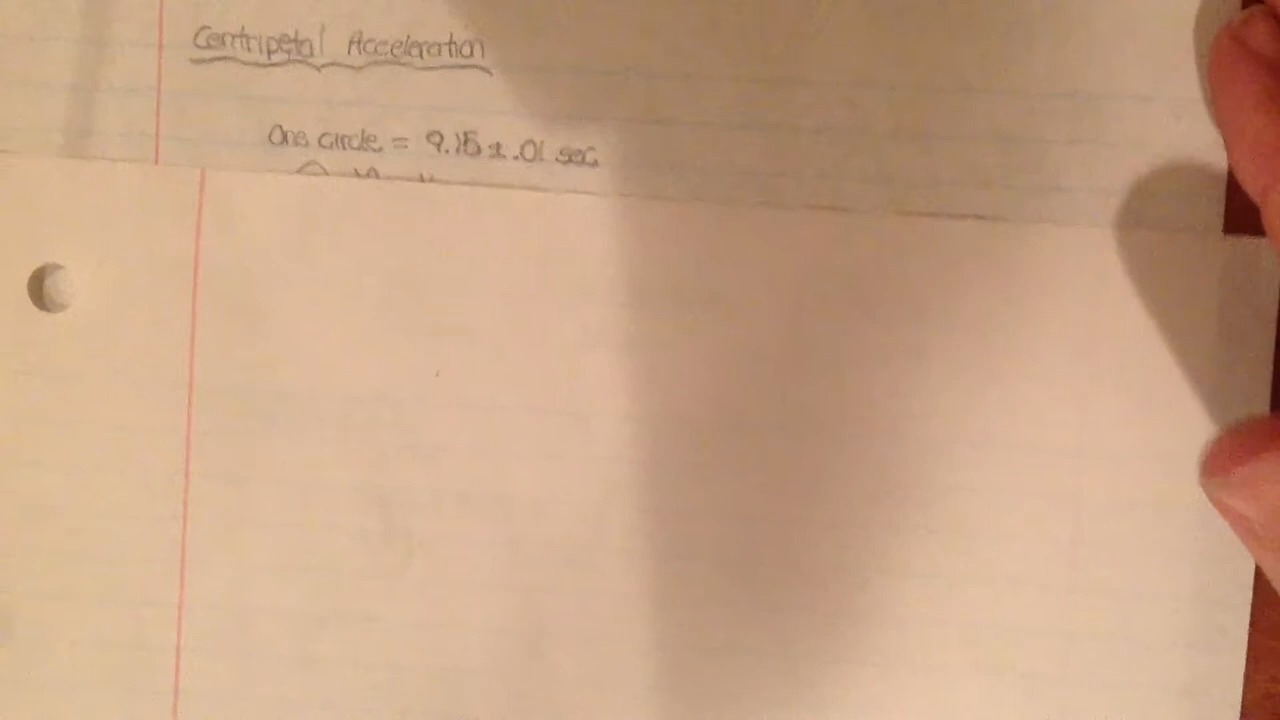 Centripetal Acceleration
One circle = 9.15 ± .01 sec